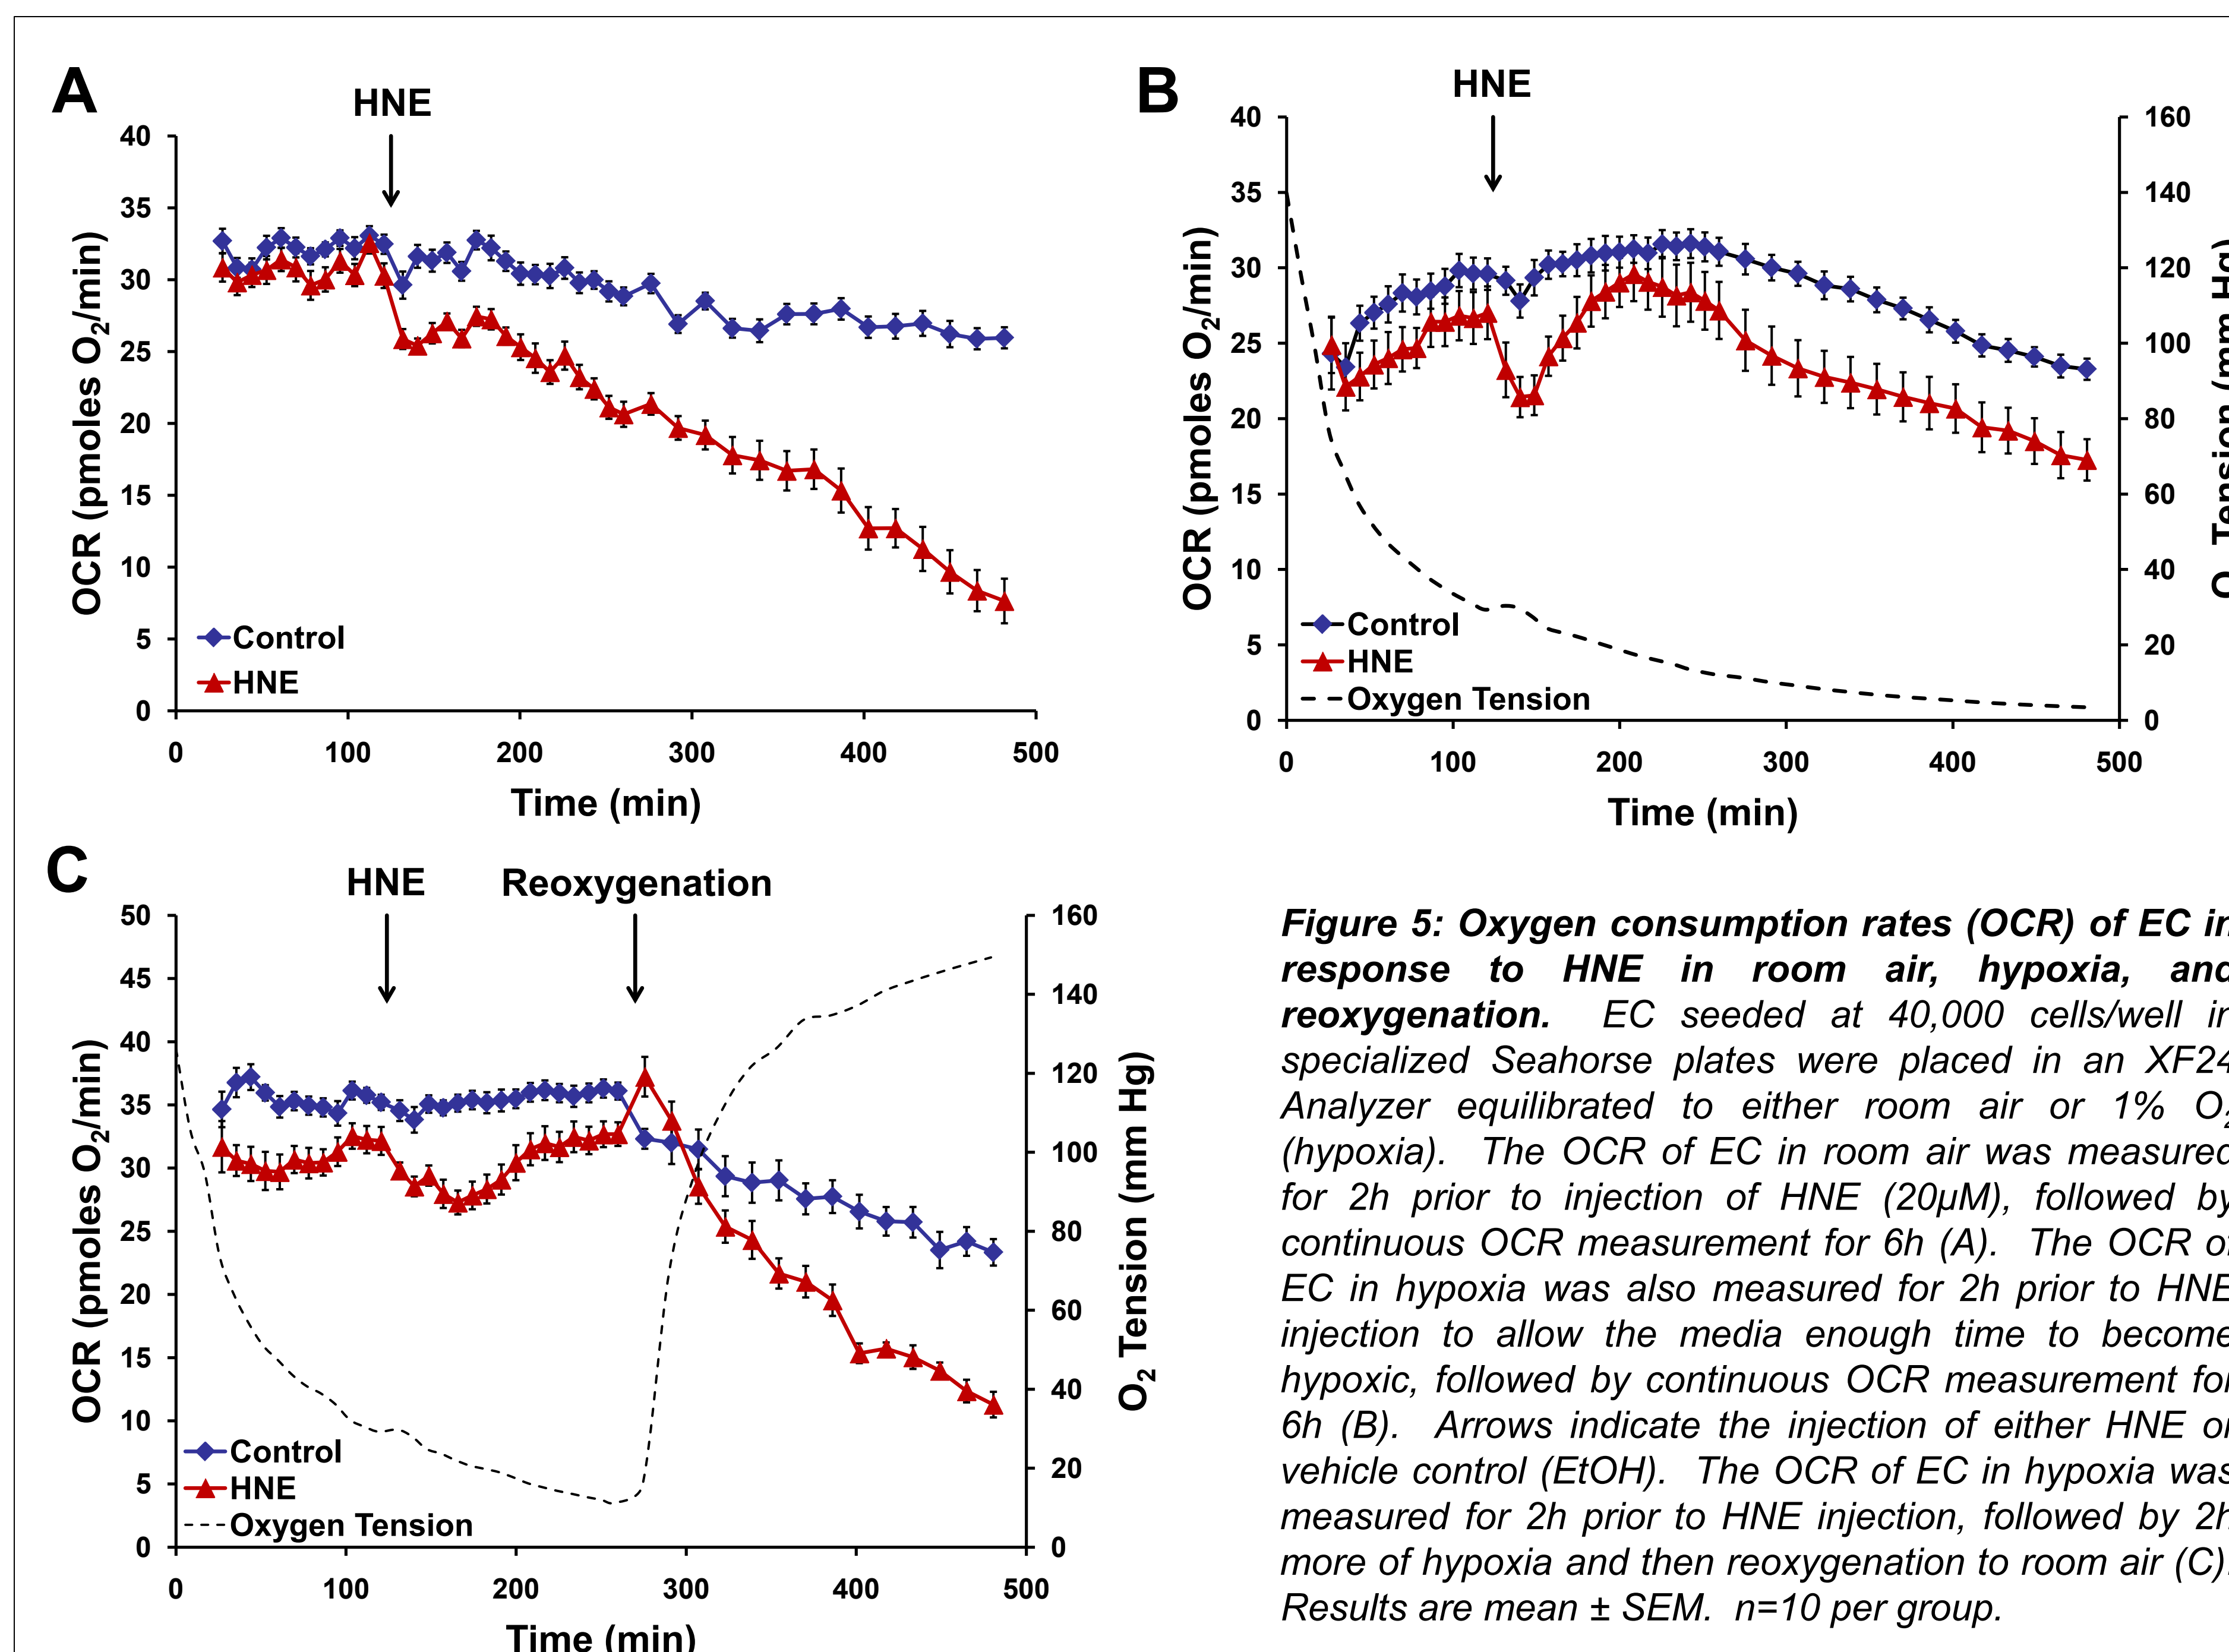 A
HNE
40
35
30
25
20
15
10
5
0
OCR (pmoles O2/min)
Control
HNE
0 100 200 300 400 500
Time (min)
B
HNE
40
35
30
25
20
15
10
5
0
OCR (pmoles O2/min)
160
140
120
100
80
60
40
20
0
Tension (mm Hg)
Control
HNE
Oxygen Tension
0 100 200 300 400 500
Time (min)
C
HNE Reoxygenation
50
45
40
35
30
25
20
15
10
5
0
OCR (pmoles O2/min)
160
140
120
100
80
60
40
20
0
O2 Tension (mm Hg)
Control
HNE
Oxygen Tension
0 100 200 300 400 500
Time (min)
Figure 5: Oxygen consumption rates (OCR) of EC in
response to HNE in room air, hypoxia, and
reoxygenation. EC seeded at 40,000 cells/well in
specialized Seahorse plates were placed in an XF24
Analyzer equilibrated to either room air or 1% O2
(hypoxia). The OCR of EC in room air was measured
for 2h prior to injection of HNE (20µM), followed by
continuous OCR measurement for 6h (A). The OCR of
EC in hypoxia was also measured for 2h prior to HNE
injection to allow the media enough time to become
hypoxic, followed by continuous OCR measurement for
6h (B). Arrows indicate the injection of either HNE or
vehicle control (EtOH). The OCR of EC in hypoxia was
measured for 2h prior to HNE injection, followed by 2h
more of hypoxia and then reoxygenation to room air (C).
Results are mean ± SEM. n=10 per group.